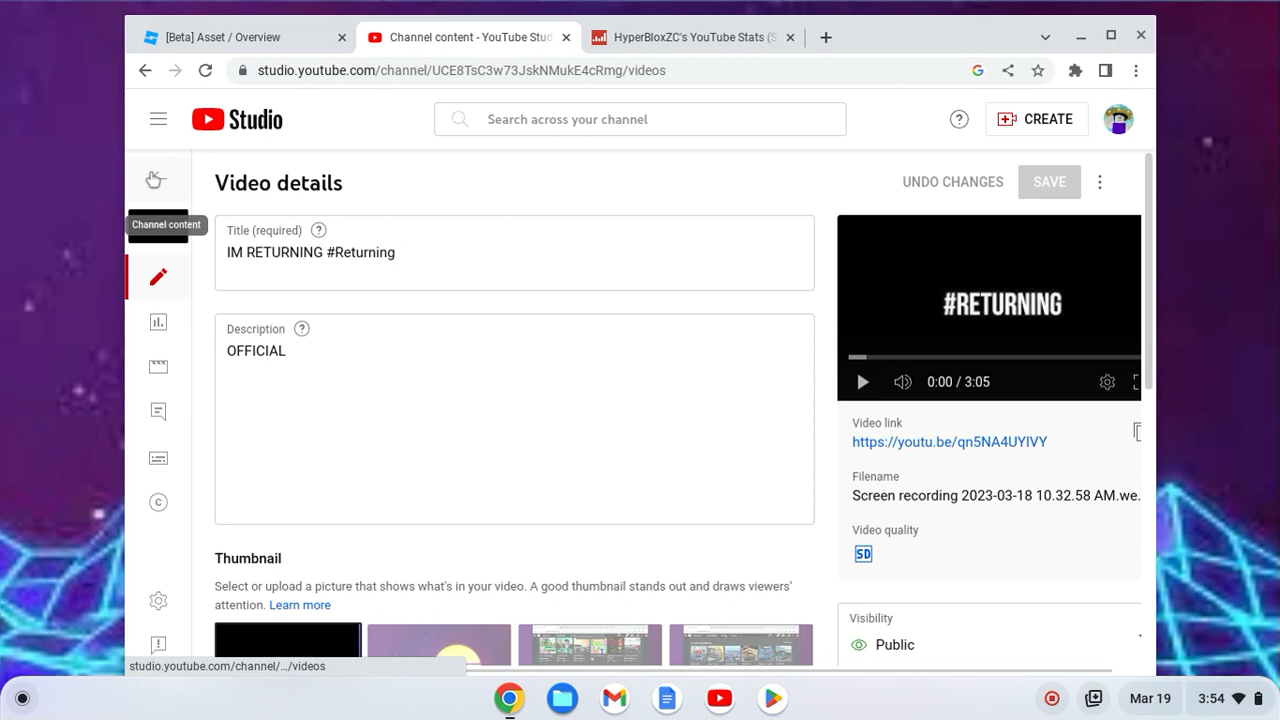 [Beta] Asset / Overview
Channel content - YouTube Stud
HyperBloxZC's YouTube Stats (S
studio.youtube.com/channel/UCE8TsC3w73JskNMukE4cRmg/videos
Studio
Search across your channel
CREATE
Channel content
Video details
UNDO CHANGES
SAVE
Title (required)
IM RETURNING #Returning
Description
OFFICIAL
#RETURNING
0:00 / 3:05
Video link
https://youtu.be/qn5NA4UYIVY
Filename
Screen recording 2023-03-18 10.32.58 AM.we.
Video quality
SD
Thumbnail
Select or upload a picture that shows what's in your video. A good thumbnail stands out and draws viewers'
attention. Learn more
Visibility
Public
studio.youtube.com/channel/.../videos
Mar 19
3:54